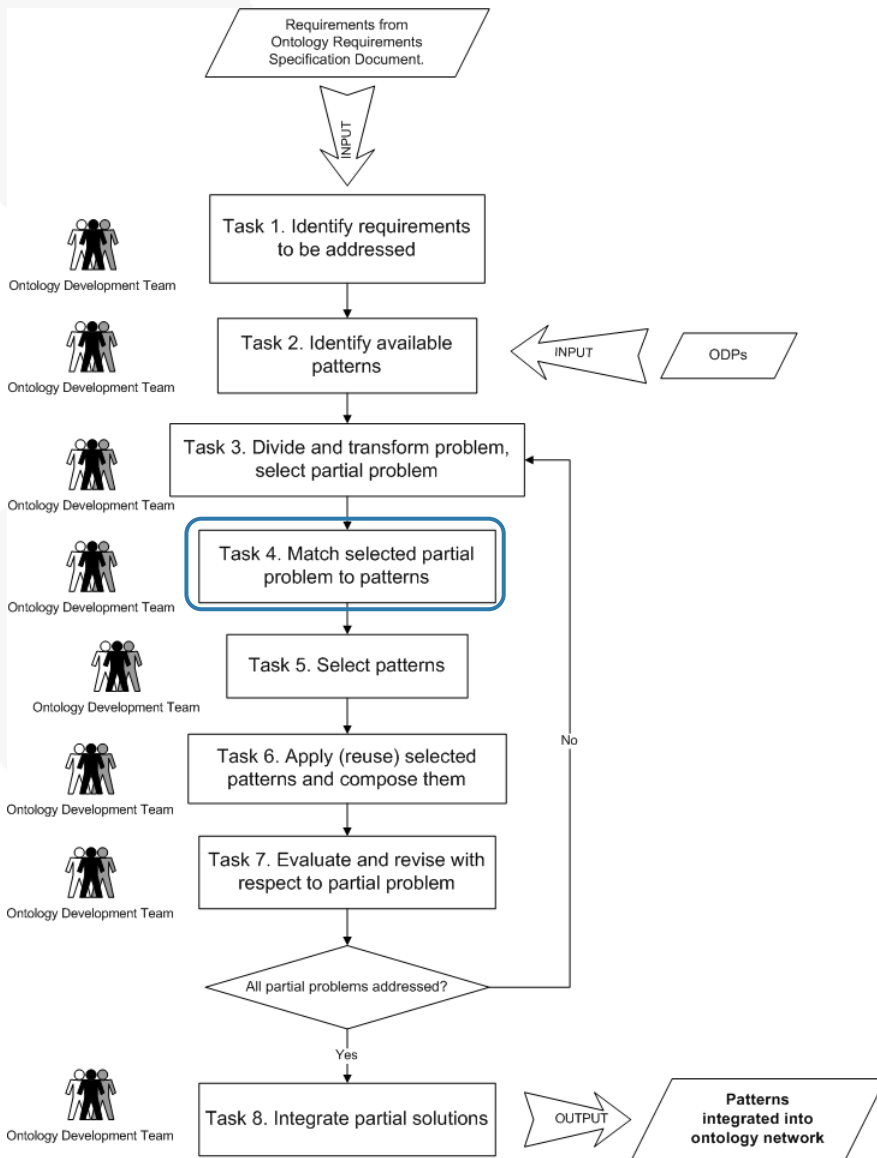 Requirements from
Ontology Requirements
Specification Document.
INPUT
Task 1. Identify requirements
to be addressed
Ontology Development Team
Task 2. Identify available
patterns
INPUT
ODPs
Ontology Development Team
Task 3. Divide and transform problem,
select partial problem
Ontology Development Team
Task 4. Match selected partial
problem to patterns
Ontology Development Team
Task 5. Select patterns
Ontology Development Team
No
Task 6. Apply (reuse) selected
patterns and compose them
Ontology Development Team
Task 7. Evaluate and revise with
respect to partial problem
Ontology Development Team
All partial problems addressed?
Yes
Task 8. Integrate partial solutions
OUTPUT
Patterns
integrated into
ontology network
Ontology Development Team